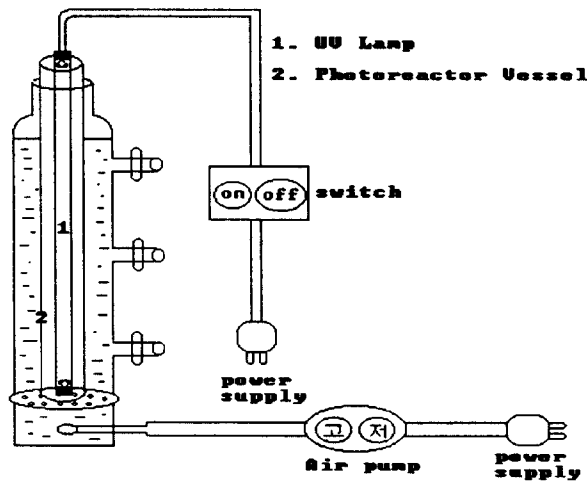 1. UV Lamp
2. Photoreactor Vessel
on off switch
1
2
power
supply
고 저
Air pump
power
supply